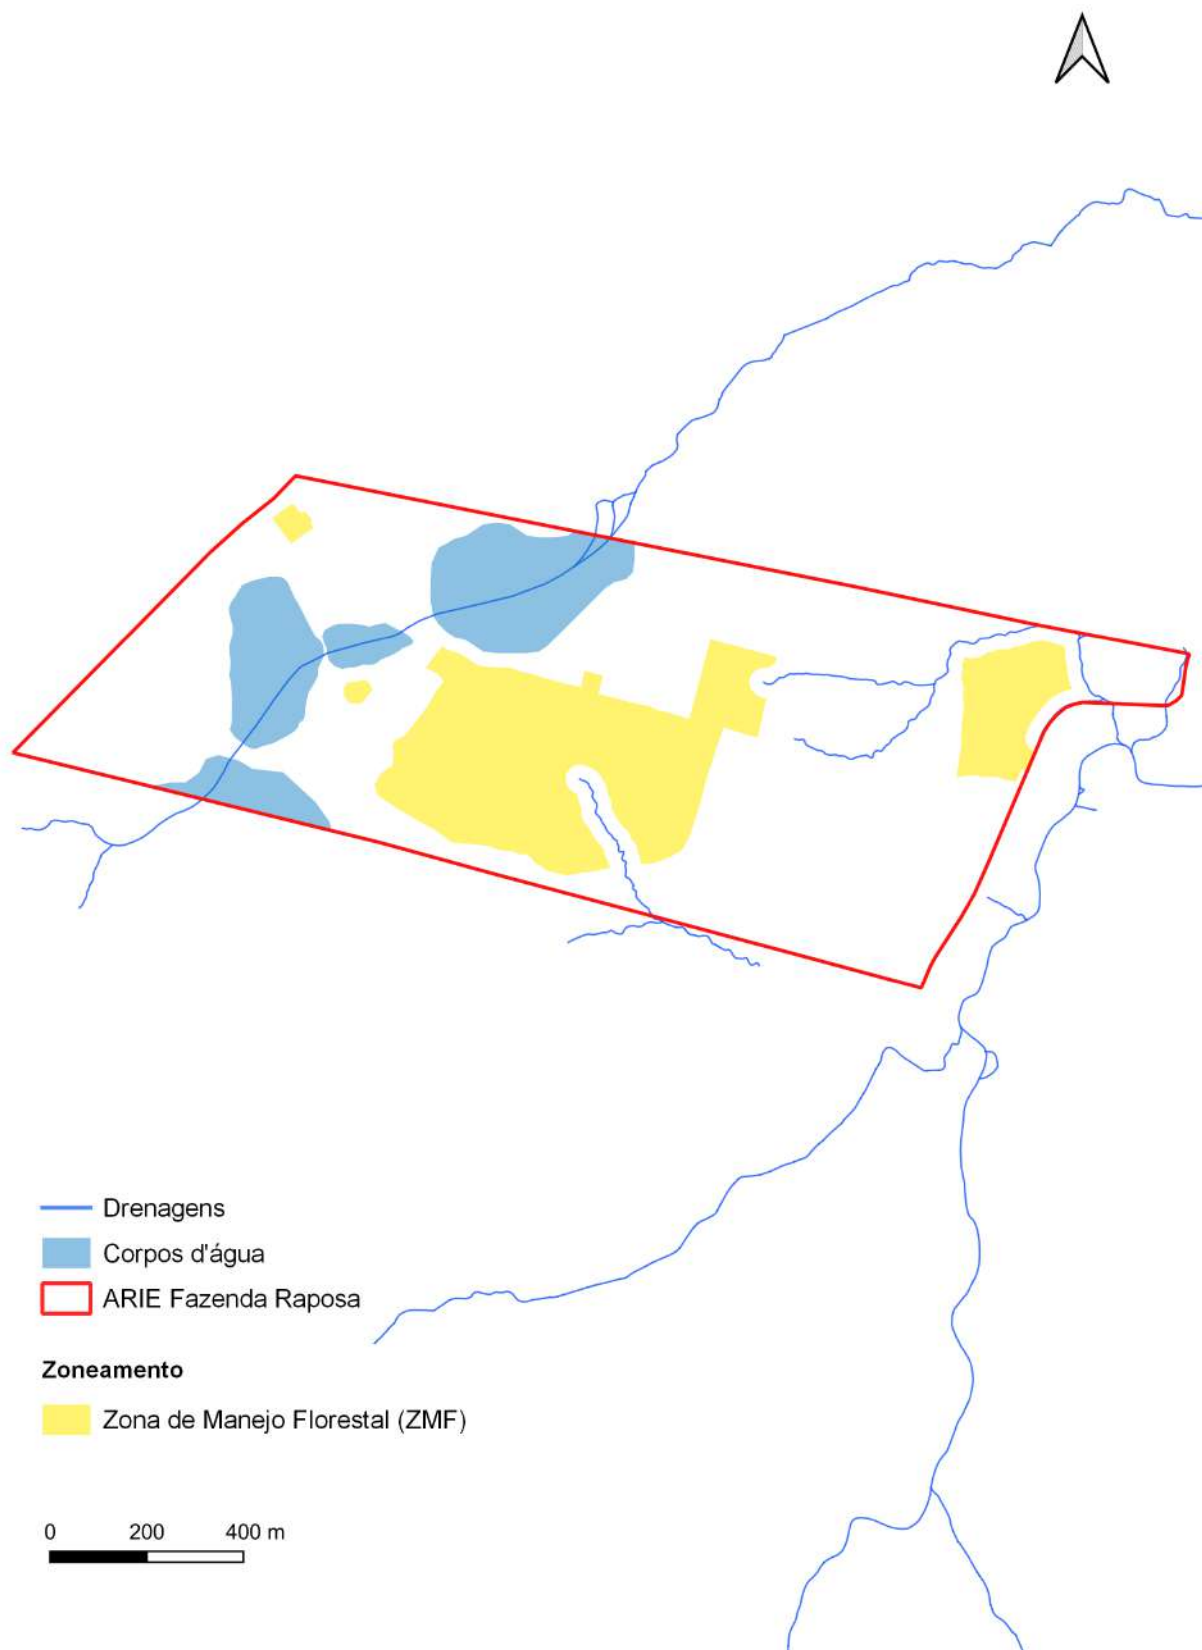 Drenagens
Corpos d'água
ARIE Fazenda Raposa
Zoneamento
Zona de Manejo Florestal (ZMF)
0 200 400 m